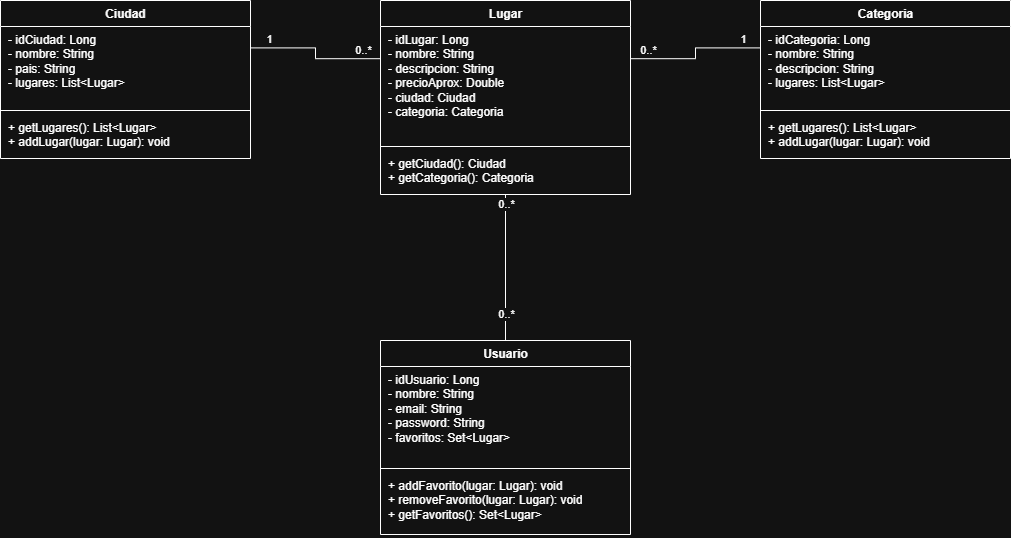 Ciudad
- idCiudad: Long
- nombre: String
- pais: String
- lugares: List<Lugar>
+ getLugares(): List<Lugar>
+ addLugar(lugar: Lugar): void
1
0..*
Lugar
- idLugar: Long
- nombre: String
- descripcion: String
- precioAprox: Double
- ciudad: Ciudad
- categoria: Categoria
+ getCiudad(): Ciudad
+ getCategoria(): Categoria
0..*
1
Categoria
- idCategoria: Long
- nombre: String
- descripcion: String
- lugares: List<Lugar>
+ getLugares(): List<Lugar>
+ addLugar(lugar: Lugar): void
0..*
0..*
Usuario
- idUsuario: Long
- nombre: String
- email: String
- password: String
- favoritos: Set<Lugar>
+ addFavorito(lugar: Lugar): void
+ removeFavorito(lugar: Lugar): void
+ getFavoritos(): Set<Lugar>